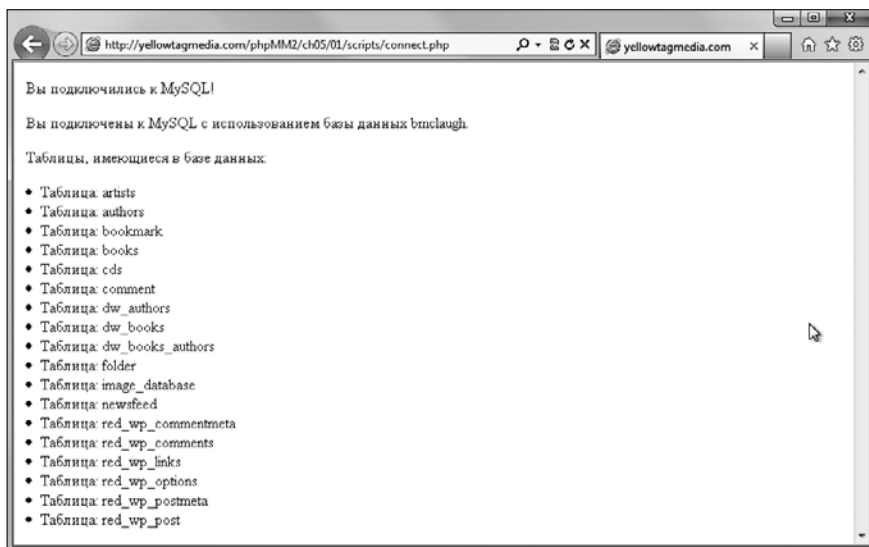 http://yellowtagmedia.com/phpMM2/ch05/01/scripts/connect.php
yellowtagmedia.com
Вы подключились к MySQL!
Вы подключены к MySQL с использованием базы данных bmclaugh.
Таблицы, имеющиеся в базе данных:
• Таблица: artists
• Таблица: authors
• Таблица: bookmark
• Таблица: books
• Таблица: cds
• Таблица: comment
• Таблица: dw_authors
• Таблица: dw_books
• Таблица: dw_books_authors
• Таблица: folder
• Таблица: image_database
• Таблица: newsfeed
• Таблица: red_wp_commentmeta
• Таблица: red_wp_comments
• Таблица: red_wp_links
• Таблица: red_wp_options
• Таблица: red_wp_postmeta
• Таблица: red_wp_post